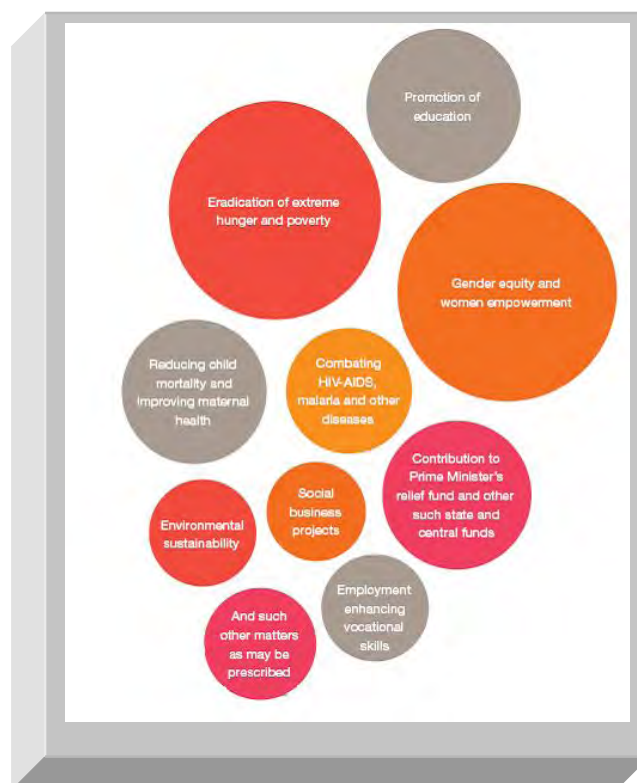 Promotion of
education
Eradication of extreme
hunger and poverty
Gender equity and
women empowerment
Reducing child
mortality and
improving maternal
health
Combating
HIV-AIDS,
malaria and other
diseases
Contribution to
Prime Minister's
relief fund and other
such state and
central funds
Social
business
projects
Environmental
sustainability
Employment
enhancing
vocational
skills
And such
other matters
as may be
prescribed